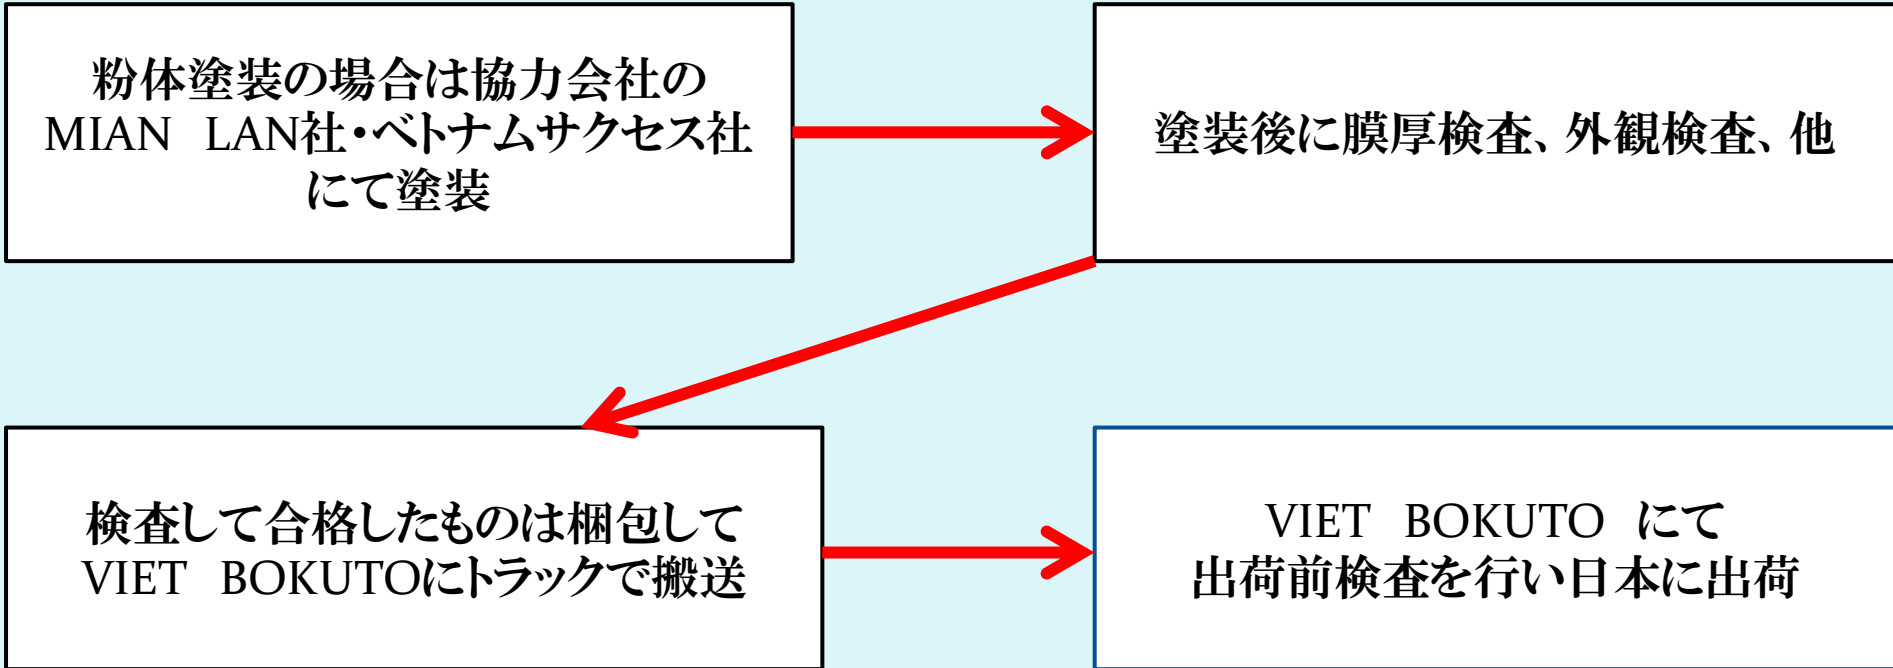 粉体塗装の場合は協力会社の
MIAN　LAN社・ベトナムサクセス社
にて塗装
塗装後に膜厚検査、外観検査、他
検査して合格したものは梱包して
VIET　BOKUTOにトラックで搬送
VIET　BOKUTO にて
出荷前検査を行い日本に出荷